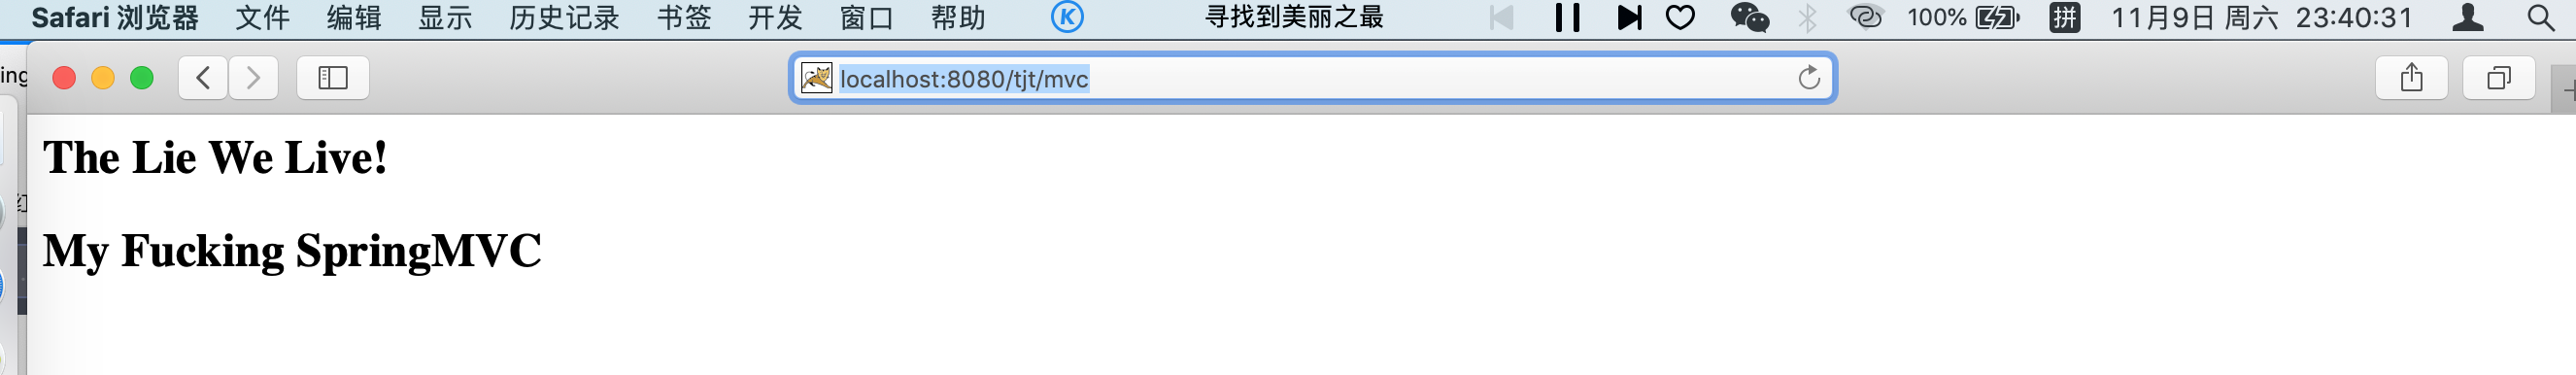 Safari 浏览器 文件 编辑 显示 历史记录 书签 开发 窗口 帮助 K 寻找到美丽之最 100% 拼 11月9日 周六 23:40:31
ing
localhost:8080/tjt/mvc
The Lie We Live!
My Fucking SpringMVC